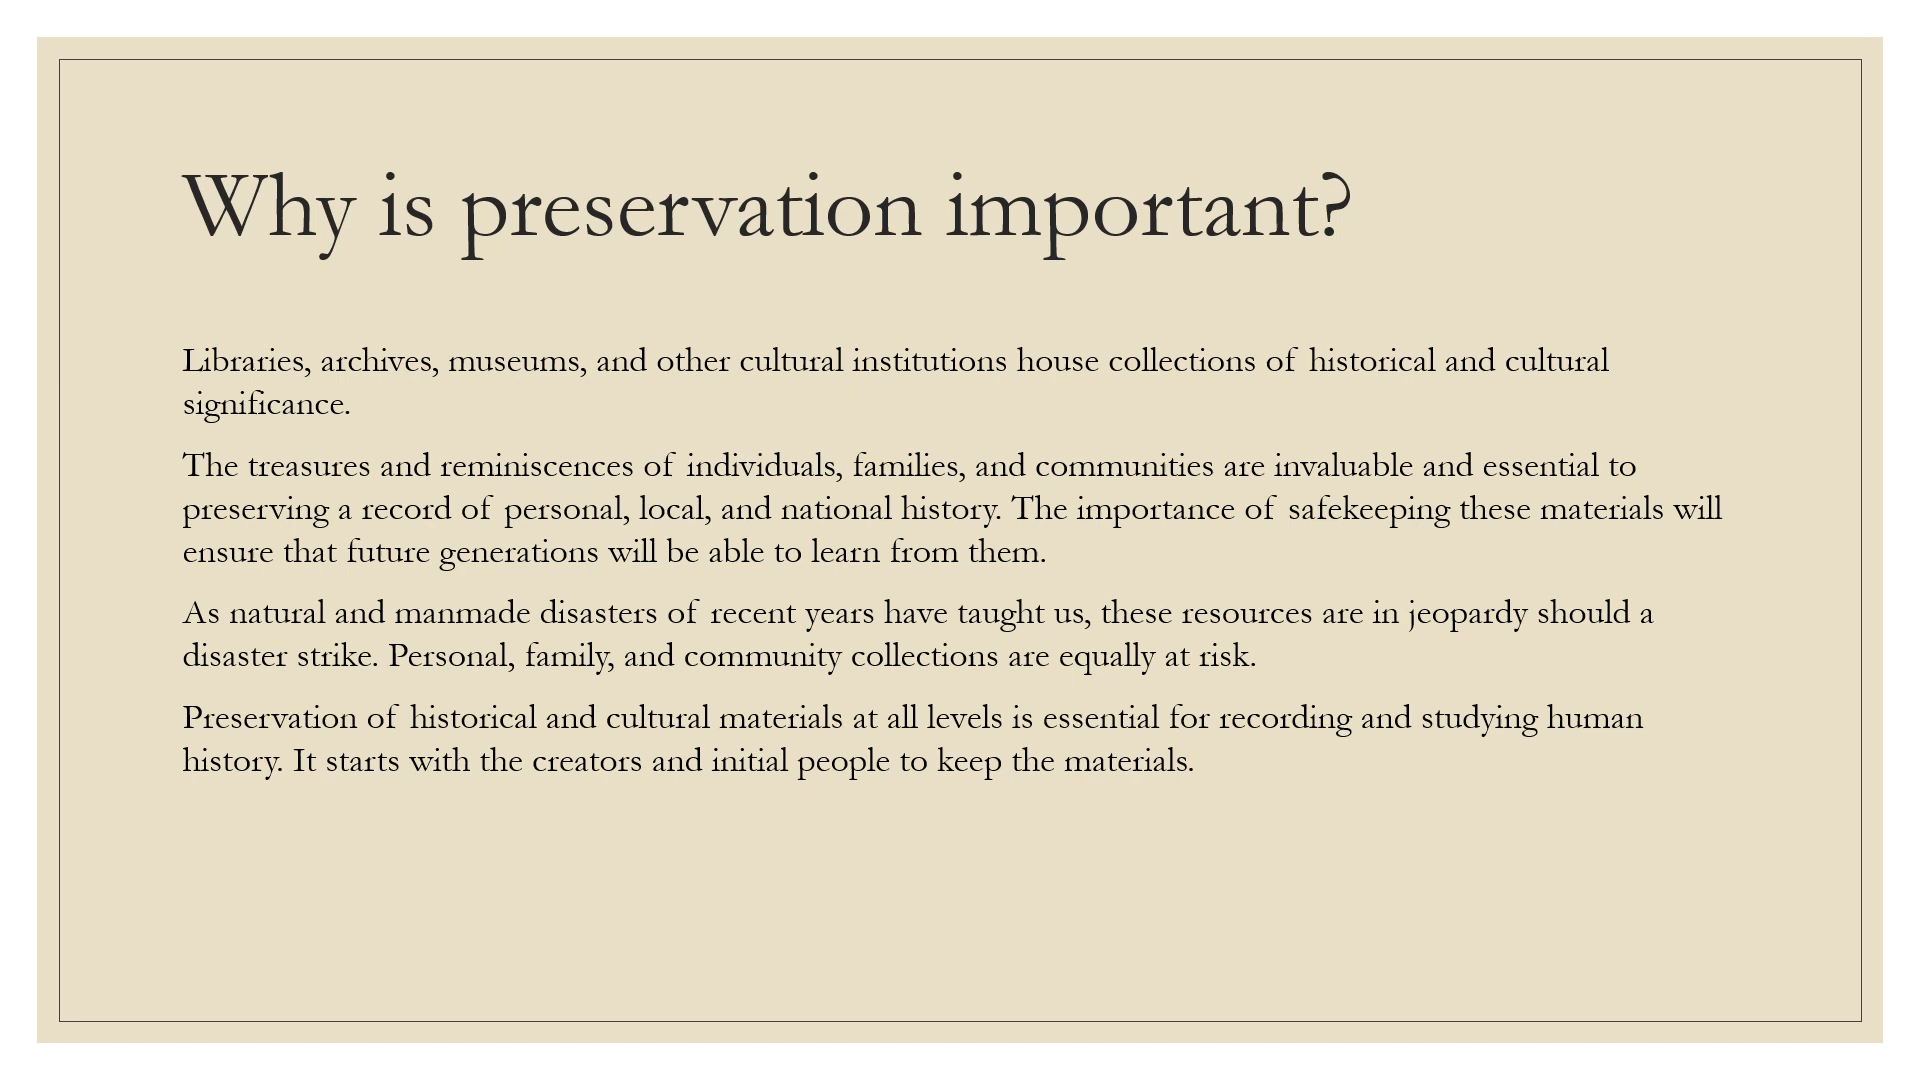 Why is preservation important?
Libraries, archives, museums, and other cultural institutions house collections of historical and cultural
significance.
The treasures and reminiscences of individuals, families, and communities are invaluable and essential to
preserving a record of personal, local, and national history. The importance of safekeeping these materials will
ensure that future generations will be able to learn from them.
As natural and manmade disasters of recent years have taught us, these resources are in jeopardy should a
disaster strike. Personal, family, and community collections are equally at risk.
Preservation of historical and cultural materials at all levels is essential for recording and studying human
history. It starts with the creators and initial people to keep the materials.